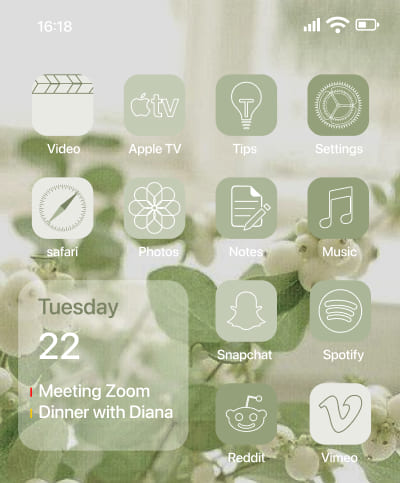 16:18
tv
Video
Apple TV
Tips
Settings
safari
Photos
Notes
Music
Tuesday
22
Meeting Zoom
Dinner with Diana
Snapchat
Spotify
Reddit
Vimeo